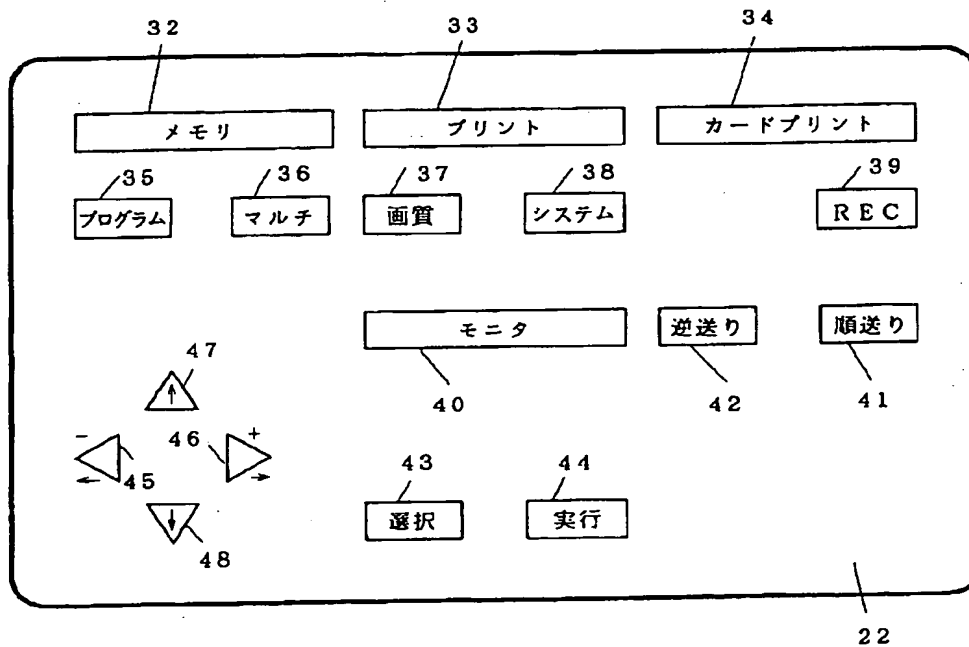 32 33 34
メモリ プリント カードプリント
35 36 37 38 39
プログラム マルチ 画質 システム REC
モニタ 逆送り 順送り
47 40 42 41
↑
− 46 +
← 45 →
↓ 48
43 44
選択 実行
22